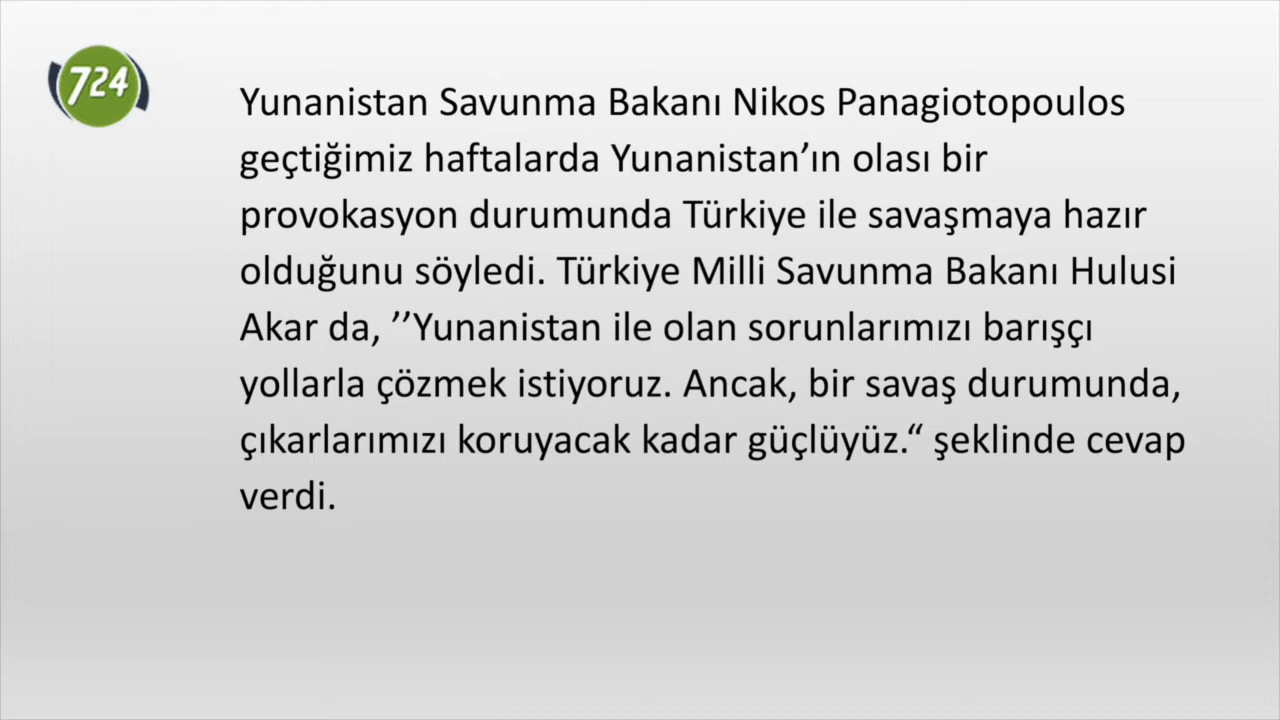 724
Yunanistan Savunma Bakanı Nikos Panagiotopoulos
geçtiğimiz haftalarda Yunanistan’ın olası bir
provokasyon durumunda Türkiye ile savaşmaya hazır
olduğunu söyledi. Türkiye Milli Savunma Bakanı Hulusi
Akar da, ’’Yunanistan ile olan sorunlarımızı barışçı
yollarla çözmek istiyoruz. Ancak, bir savaş durumunda,
çıkarlarımızı koruyacak kadar güçlüyüz.“ şeklinde cevap
verdi.